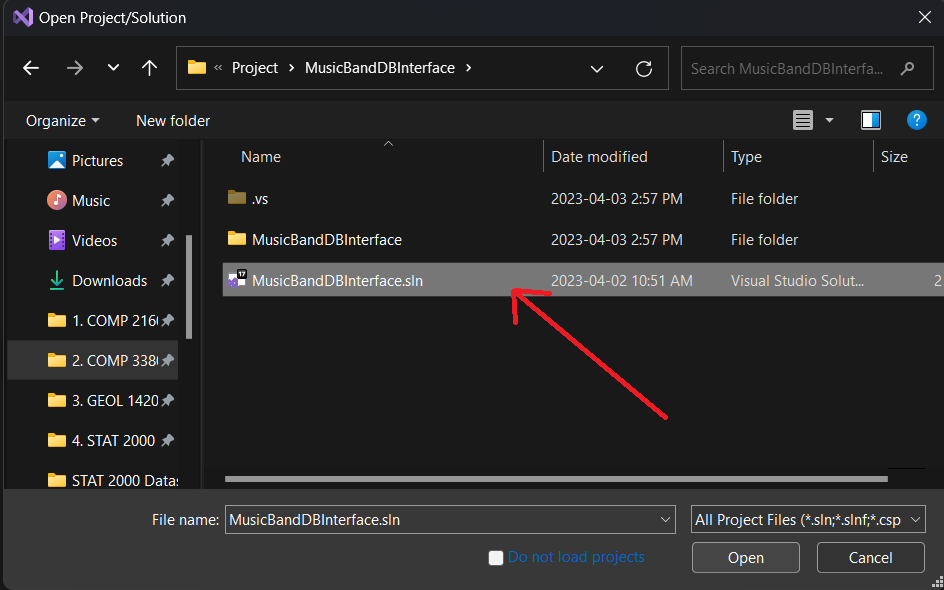 Open Project/Solution
« Project › MusicBandDBInterface ›
Search MusicBandDBInterfa...
Organize
New folder
Name
Date modified
Type
Size
Pictures
Music
Videos
Downloads
1. COMP 216
2. COMP 338
3. GEOL 1420
4. STAT 2000
STAT 2000 Data
.vs 2023-04-03 2:57 PM File folder
MusicBandDBInterface 2023-04-03 2:57 PM File folder
MusicBandDBInterface.sln 2023-04-02 10:51 AM Visual Studio Solut... 2
17
File name: MusicBandDBInterface.sln
All Project Files (*.sln;*.slnf;*.csp
Do not load projects
Open
Cancel